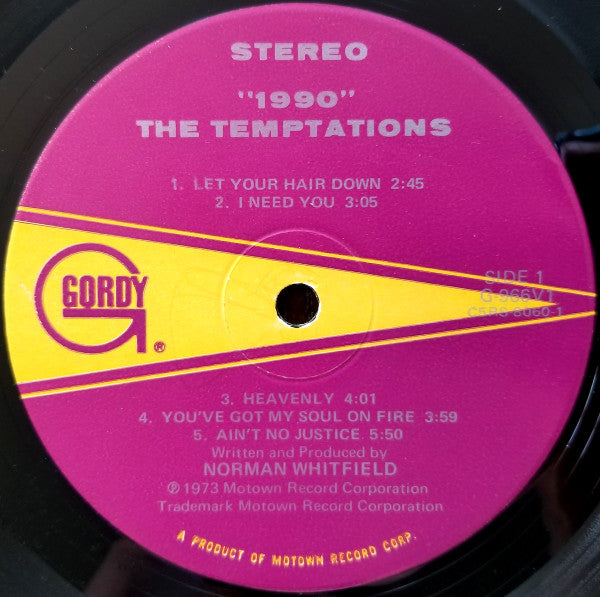 STEREO
"1990"
THE TEMPTATIONS
1. LET YOUR HAIR DOWN 2:45
2. I NEED YOU 3:05
GORDY
G
®
SIDE 1
G 966V1
3. HEAVENLY 4:01
4. YOU'VE GOT MY SOUL ON FIRE 3:59
5. AIN'T NO JUSTICE 5:50
Written and Produced by
NORMAN WHITFIELD
℗ 1973 Motown Record Corporation
Trademark Motown Record Corporation
A PRODUCT OF MOTOWN RECORD CORP.